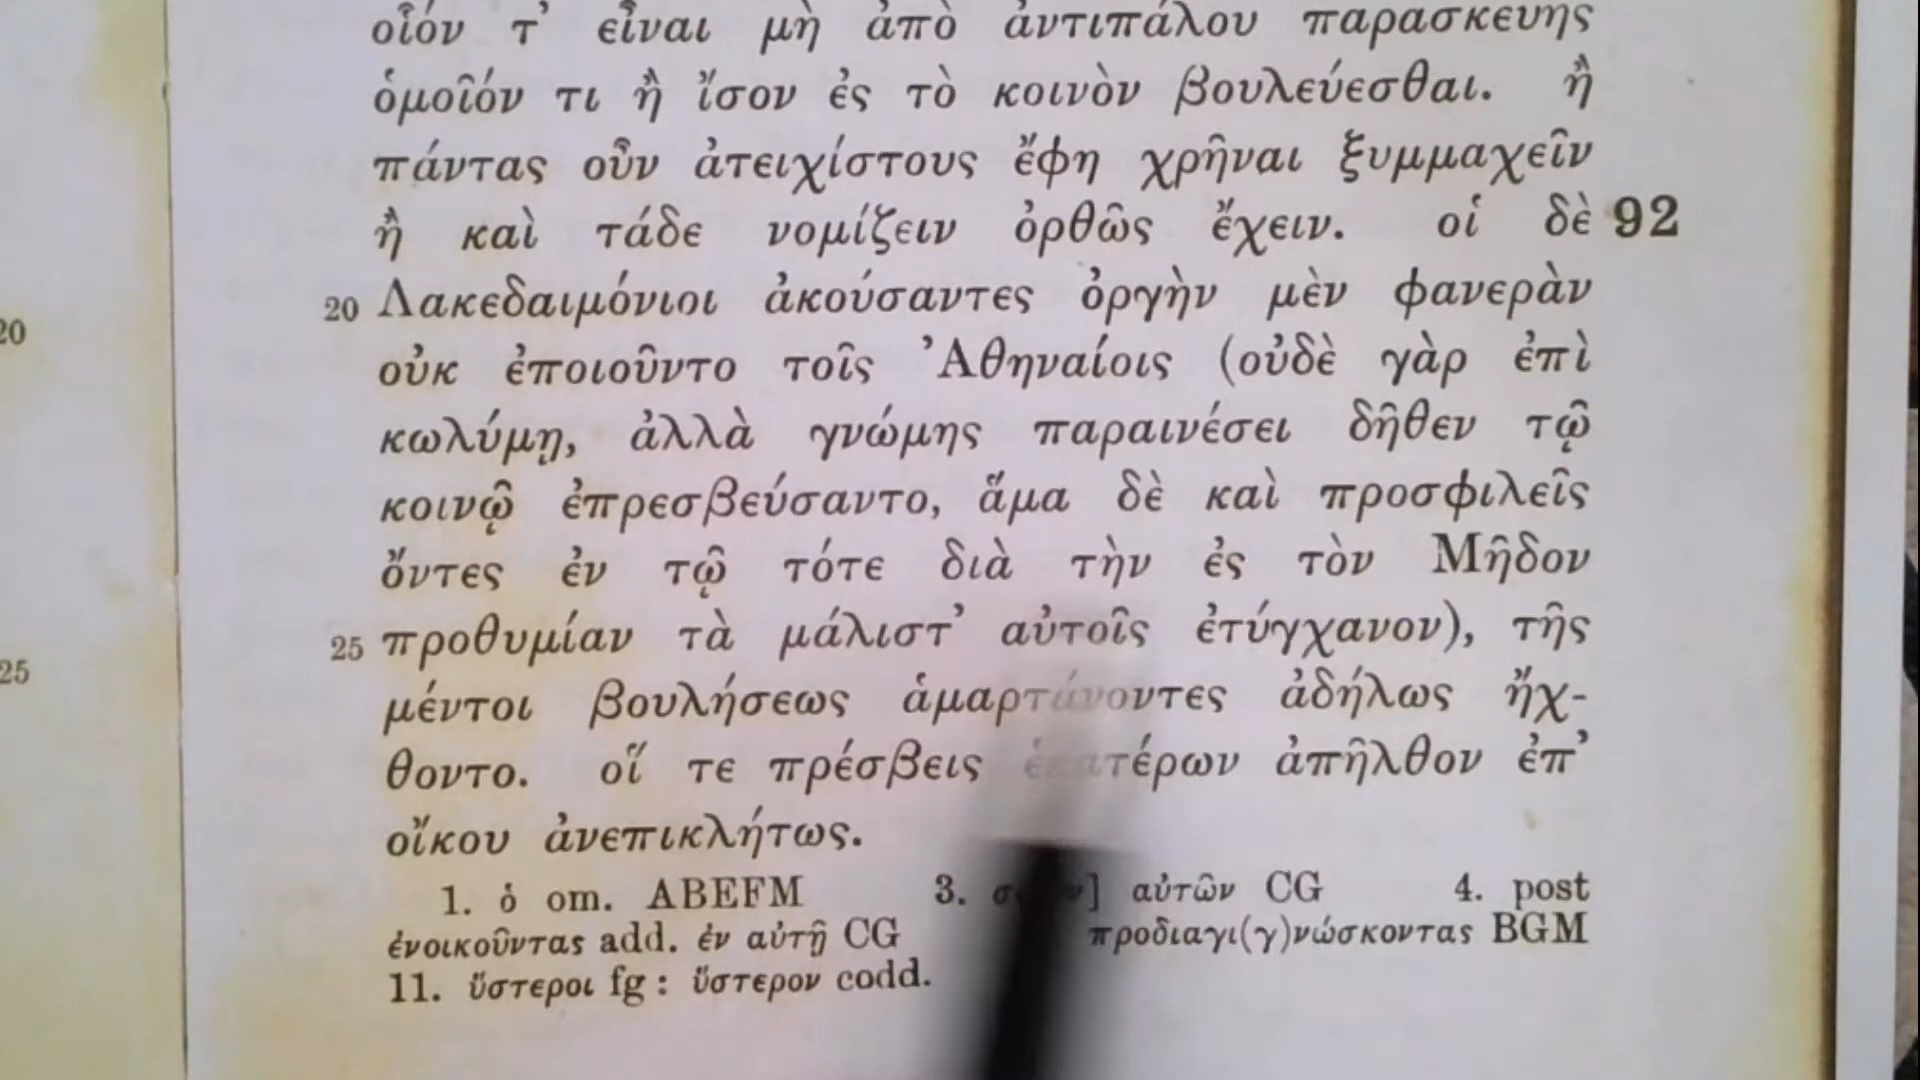 οἷόν τ’ εἶναι μὴ ἀπὸ ἀντιπάλου παρασκευῆς
ὁμοῖόν τι ἢ ἴσον ἐς τὸ κοινὸν βουλεύεσθαι. ἢ
πάντας οὖν ἀτειχίστους ἔφη χρῆναι ξυμμαχεῖν
ἢ καὶ τάδε νομίζειν ὀρθῶς ἔχειν. οἱ δὲ 92
20 Λακεδαιμόνιοι ἀκούσαντες ὀργὴν μὲν φανερὰν
20
οὐκ ἐποιοῦντο τοῖς Ἀθηναίοις (οὐδὲ γὰρ ἐπὶ
κωλύμῃ, ἀλλὰ γνώμης παραινέσει δῆθεν τῷ
κοινῷ ἐπρεσβεύσαντο, ἅμα δὲ καὶ προσφιλεῖς
ὄντες ἐν τῷ τότε διὰ τὴν ἐς τὸν Μῆδον
25 προθυμίαν τὰ μάλιστ’ αὐτοῖς ἐτύγχανον), τῆς
25
μέντοι βουλήσεως ἁμαρτάνοντες ἀδήλως ἤχ-
θοντο. οἵ τε πρέσβεις ἑκατέρων ἀπῆλθον ἐπ’
οἴκου ἀνεπικλήτως.
1. ὁ om. ABEFM 3. αὐτῶν CG 4. post
ἐνοικοῦντας add. ἐν αὐτῇ CG προδιαγι(γ)νώσκοντας BGM
11. ὕστεροι fg : ὕστερον codd.